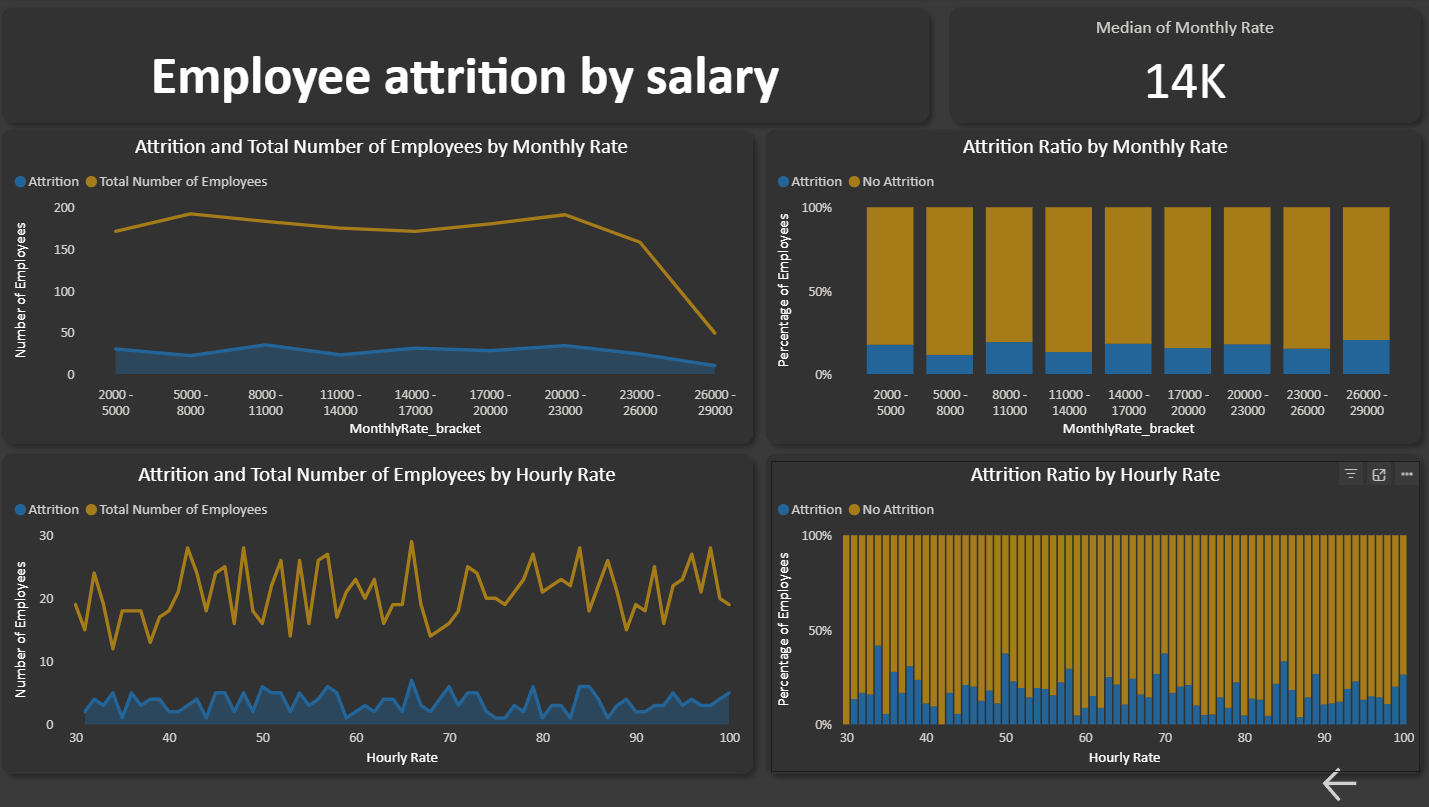 Employee attrition by salary
Median of Monthly Rate
14K
Attrition and Total Number of Employees by Monthly Rate
Attrition Total Number of Employees
Number of Employees
200
150
100
50
0
2000 - 5000 - 8000 - 11000 - 14000 - 17000 - 20000 - 23000 - 26000 -
5000 8000 11000 14000 17000 20000 23000 26000 29000
MonthlyRate_bracket
Attrition Ratio by Monthly Rate
Attrition No Attrition
Percentage of Employees
100%
50%
0%
2000 - 5000 - 8000 - 11000 - 14000 - 17000 - 20000 - 23000 - 26000 -
5000 8000 11000 14000 17000 20000 23000 26000 29000
MonthlyRate_bracket
Attrition and Total Number of Employees by Hourly Rate
Attrition Total Number of Employees
Number of Employees
30
20
10
0
30 40 50 60 70 80 90 100
Hourly Rate
Attrition Ratio by Hourly Rate
Attrition No Attrition
Percentage of Employees
100%
50%
0%
30 40 50 60 70 80 90 100
Hourly Rate